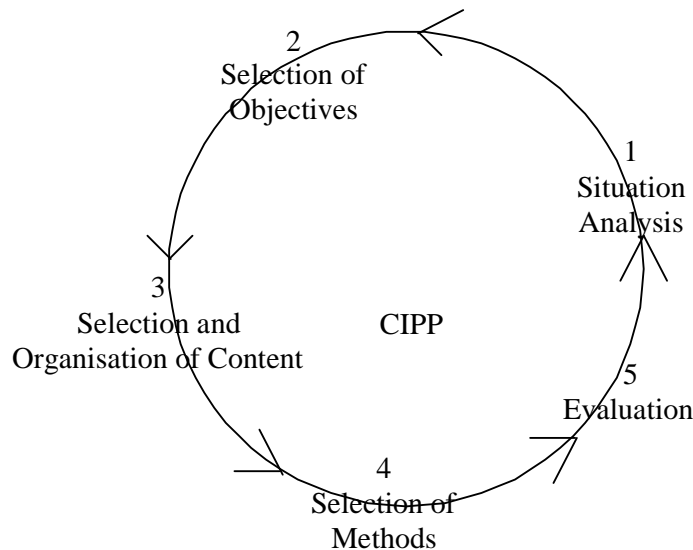 2
Selection of
Objectives
1
Situation
Analysis
3
Selection and
Organisation of Content
CIPP
5
Evaluation
4
Selection of
Methods